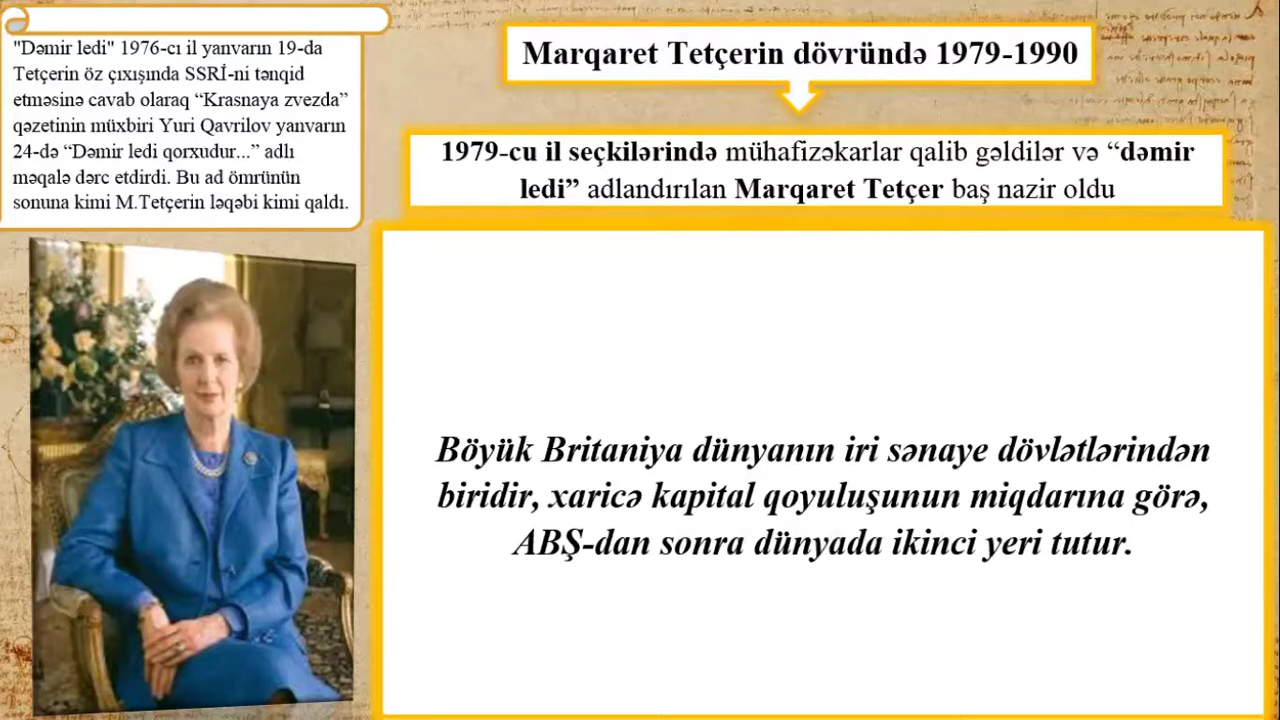 "Dəmir ledi" 1976-cı il yanvarın 19-da
Tetçerin öz çıxışında SSRİ-ni tənqid
etməsinə cavab olaraq “Krasnaya zvezda”
qəzetinin müxbiri Yuri Qavrilov yanvarın
24-də “Dəmir ledi qorxudur...” adlı
məqalə dərc etdirdi. Bu ad ömrünün
sonuna kimi M.Tetçerin ləqəbi kimi qaldı.
Marqaret Tetçerin dövründə 1979-1990
1979-cu il seçkilərində mühafizəkarlar qalib gəldilər və “dəmir
ledi” adlandırılan Marqaret Tetçer baş nazir oldu
Böyük Britaniya dünyanın iri sənaye dövlətlərindən
biridir, xaricə kapital qoyuluşunun miqdarına görə,
ABŞ-dan sonra dünyada ikinci yeri tutur.